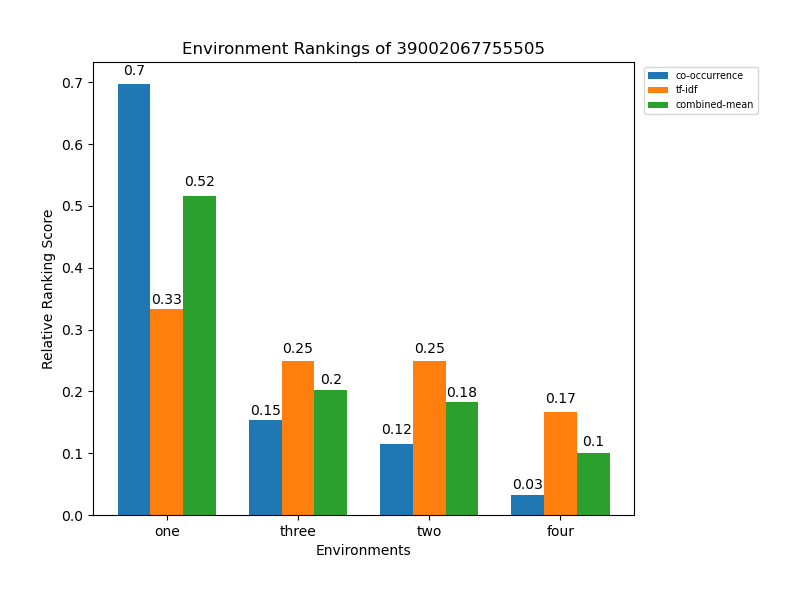 Environment Rankings of 39002067755505
co-occurrence
tf-idf
combined-mean
Relative Ranking Score
0.7
0.6
0.5
0.4
0.3
0.2
0.1
0.0
0.7
0.33
0.52
0.15
0.25
0.2
0.12
0.25
0.18
0.03
0.17
0.1
one three two four
Environments